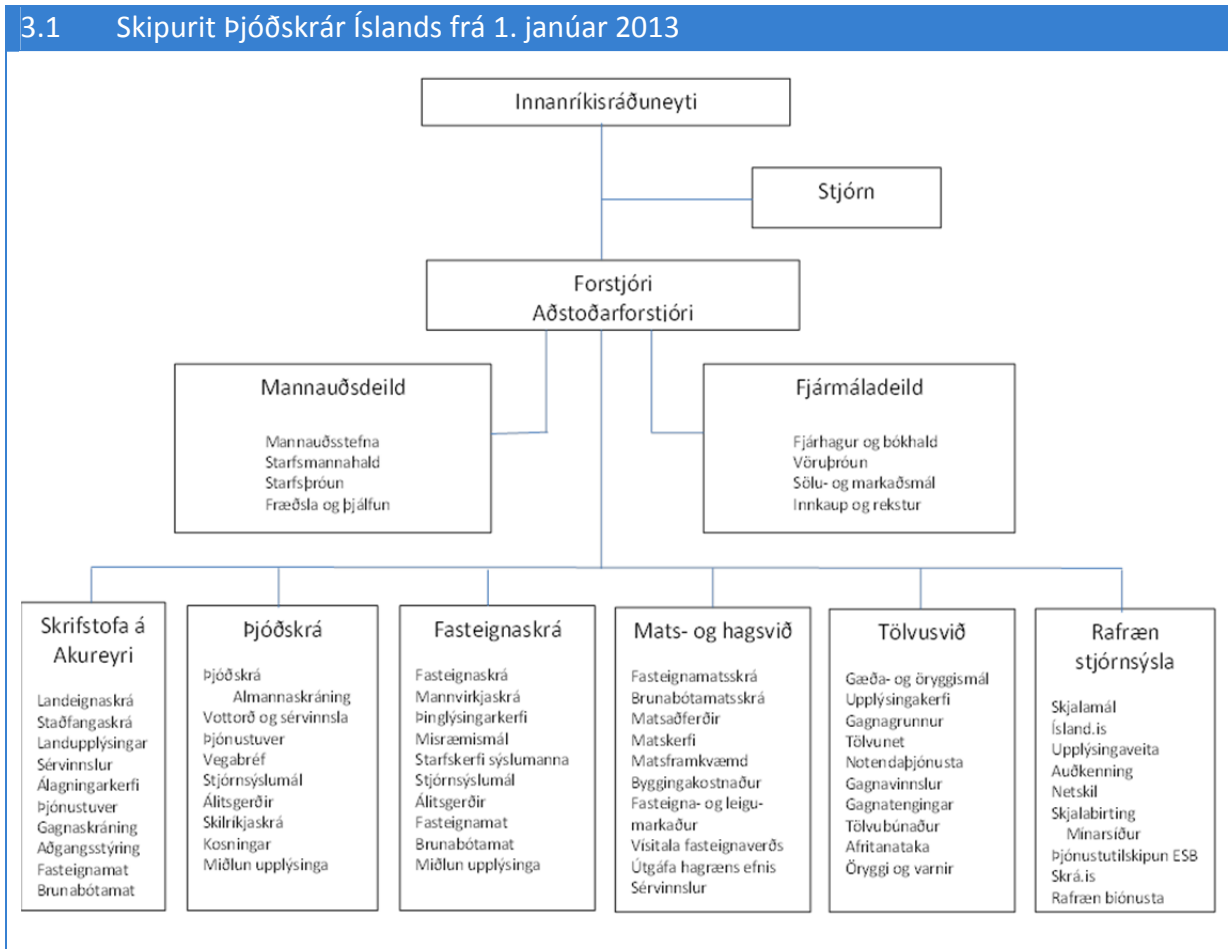 3.1 Skipurit Þjóðskrár Íslands frá 1. janúar 2013
Innanríkisráðuneyti
Stjórn
Forstjóri
Aðstoðarforstjóri
Mannauðsdeild
Mannauðsstefna
Starfsmannahald
Starfsþróun
Fræðsla og þjálfun
Fjármáladeild
Fjárhagur og bókhald
Vöruþróun
Sölu- og markaðsmál
Innkaup og rekstur
Skrifstofa á
Akureyri
Landeignaskrá
Staðfangaskrá
Landupplýsingar
Sérvinnslur
Álagningarkerfi
Þjónustuver
Gagnaskráning
Aðgangsstýring
Fasteignamat
Brunabótamat
Þjóðskrá
Þjóðskrá
Almannaskráning
Vottorð og sérvinnsla
Þjónustuver
Vegabréf
Stjórnsýslumál
Álitsgerðir
Skilríkjaskrá
Kosningar
Miðlun upplýsinga
Fasteignaskrá
Fasteignaskrá
Mannvirkjaskrá
Þinglýsingarkerfi
Misræmismál
Starfskerfi sýslumanna
Stjórnsýslumál
Álitsgerðir
Fasteignamat
Brunabótamat
Miðlun upplýsinga
Mats- og hagsvið
Fasteignamatsskrá
Brunabótamatsskrá
Matsaðferðir
Matskerfi
Matsframkvæmd
Byggingakostnaður
Fasteigna- og leigu-
markaður
Vísitala fasteignaverðs
Útgáfa hagræns efnis
Sérvinnslur
Tölvusvið
Gæða- og öryggismál
Upplýsingakerfi
Gagnagrunnur
Tölvunet
Notendaþjónusta
Gagnavinnslur
Gagnatengingar
Tölvubúnaður
Afritanataka
Öryggi og varnir
Rafræn
stjórnsýsla
Skjalamál
Ísland.is
Upplýsingaveita
Auðkenning
Netskil
Skjalabirting
Mínarsíður
Þjónustutilskipun ESB
Skrá.is
Rafræn þjónusta